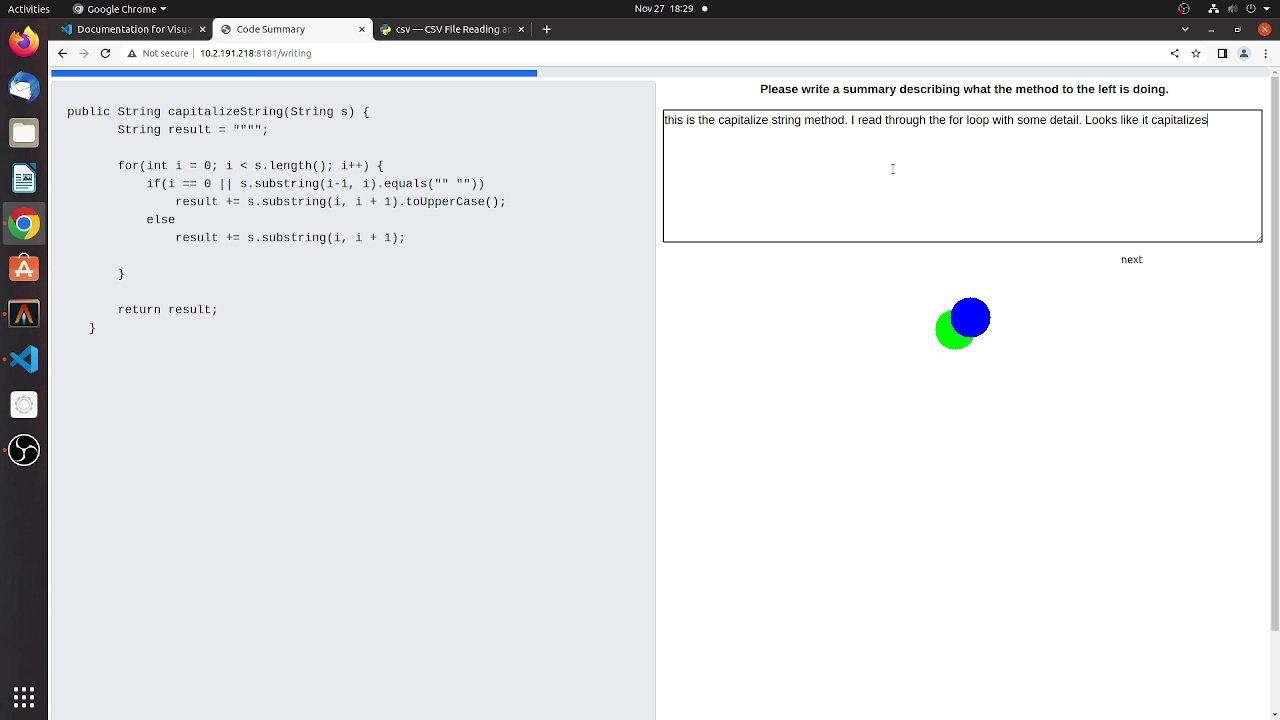 Activities
Google Chrome
Nov 27 18:29
Documentation for Visua
Code Summary
csv — CSV File Reading a
Not secure
10.2.191.218:8181/writing
Please write a summary describing what the method to the left is doing.
public String capitalizeString(String s) {
String result = """";
for(int i = 0; i < s.length(); i++) {
if(i == 0 || s.substring(i-1, i).equals("" ""))
result += s.substring(i, i + 1).toUpperCase();
else
result += s.substring(i, i + 1);
}
return result;
}
this is the capitalize string method. I read through the for loop with some detail. Looks like it capitalizes
next